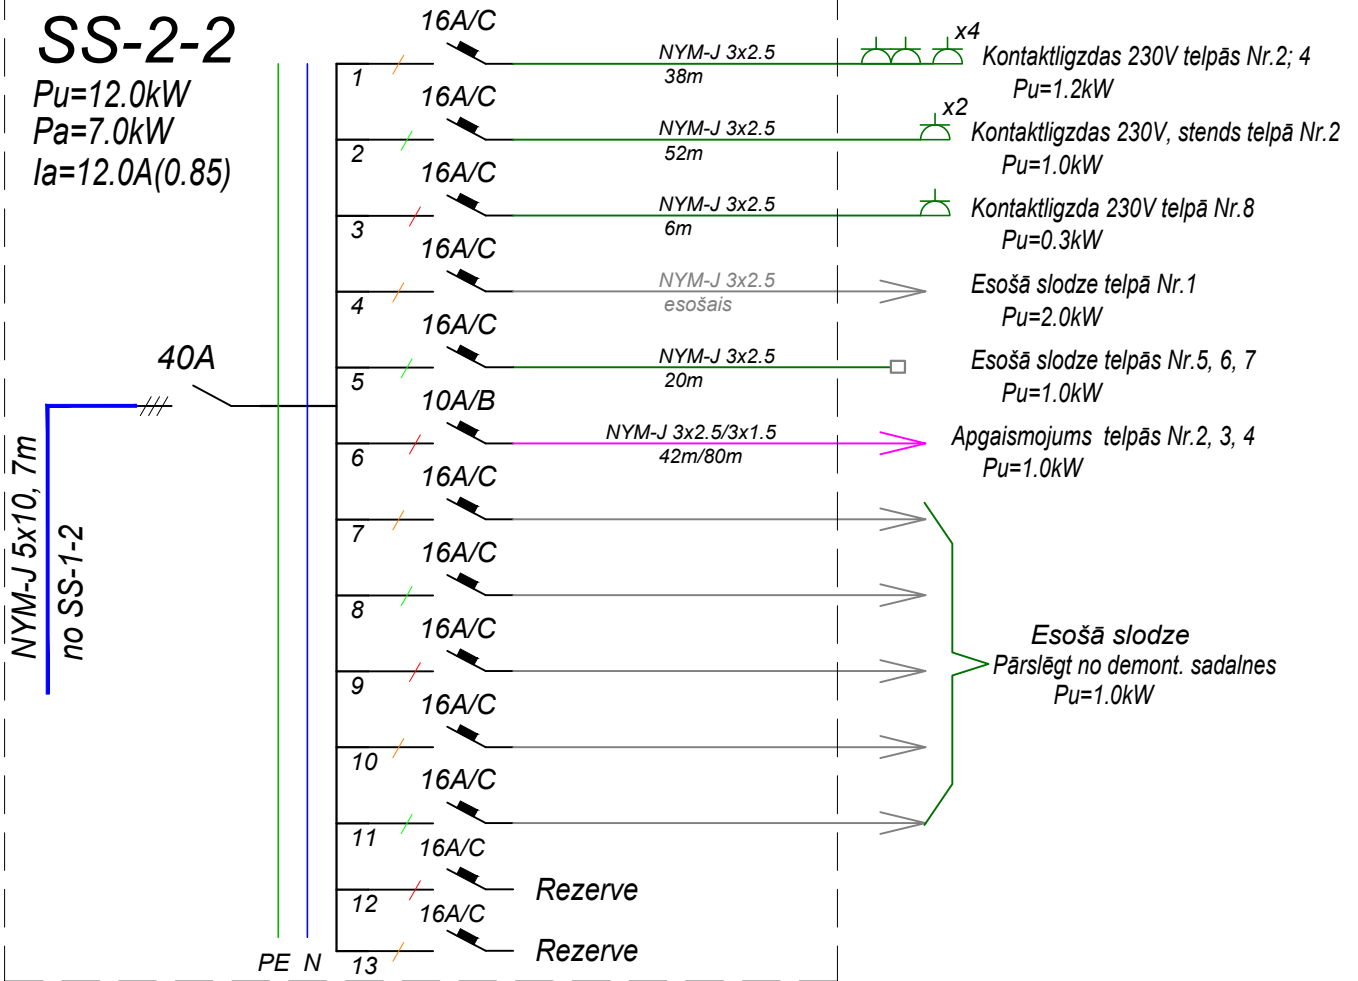 SS-2-2
Pu=12.0kW
Pa=7.0kW
Ia=12.0A(0.85)
40A
NYM-J 5x10, 7m
no SS-1-2
PE N
1
16A/C
NYM-J 3x2.5
38m
x4
Kontaktligzdas 230V telpās Nr.2; 4
Pu=1.2kW
2
16A/C
NYM-J 3x2.5
52m
x2
Kontaktligzdas 230V, stends telpā Nr.2
Pu=1.0kW
3
16A/C
NYM-J 3x2.5
6m
Kontaktligzda 230V telpā Nr.8
Pu=0.3kW
4
16A/C
NYM-J 3x2.5
esošais
Esošā slodze telpā Nr.1
Pu=2.0kW
5
16A/C
NYM-J 3x2.5
20m
Esošā slodze telpās Nr.5, 6, 7
Pu=1.0kW
6
10A/B
NYM-J 3x2.5/3x1.5
42m/80m
Apgaismojums telpās Nr.2, 3, 4
Pu=1.0kW
7
16A/C
8
16A/C
9
16A/C
10
16A/C
11
16A/C
Esošā slodze
Pārslēgt no demont. sadalnes
Pu=1.0kW
12
16A/C
Rezerve
13
16A/C
Rezerve